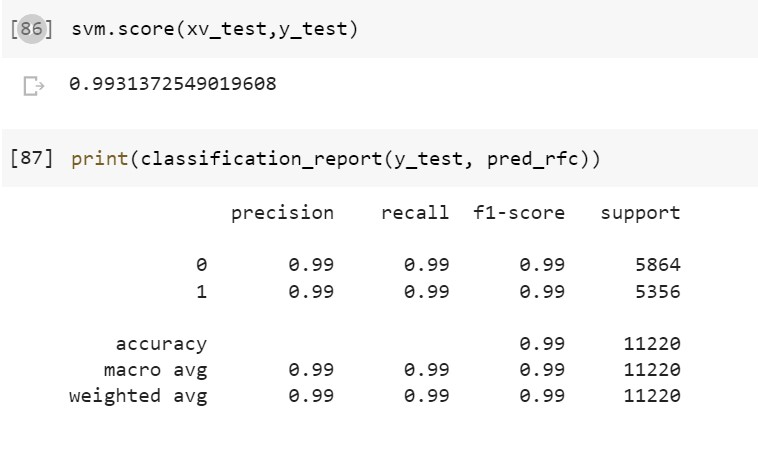 [86] svm.score(xv_test,y_test)
0.9931372549019608
[87] print(classification_report(y_test, pred_rfc))
precision recall f1-score support
0 0.99 0.99 0.99 5864
1 0.99 0.99 0.99 5356
accuracy 0.99 11220
macro avg 0.99 0.99 0.99 11220
weighted avg 0.99 0.99 0.99 11220